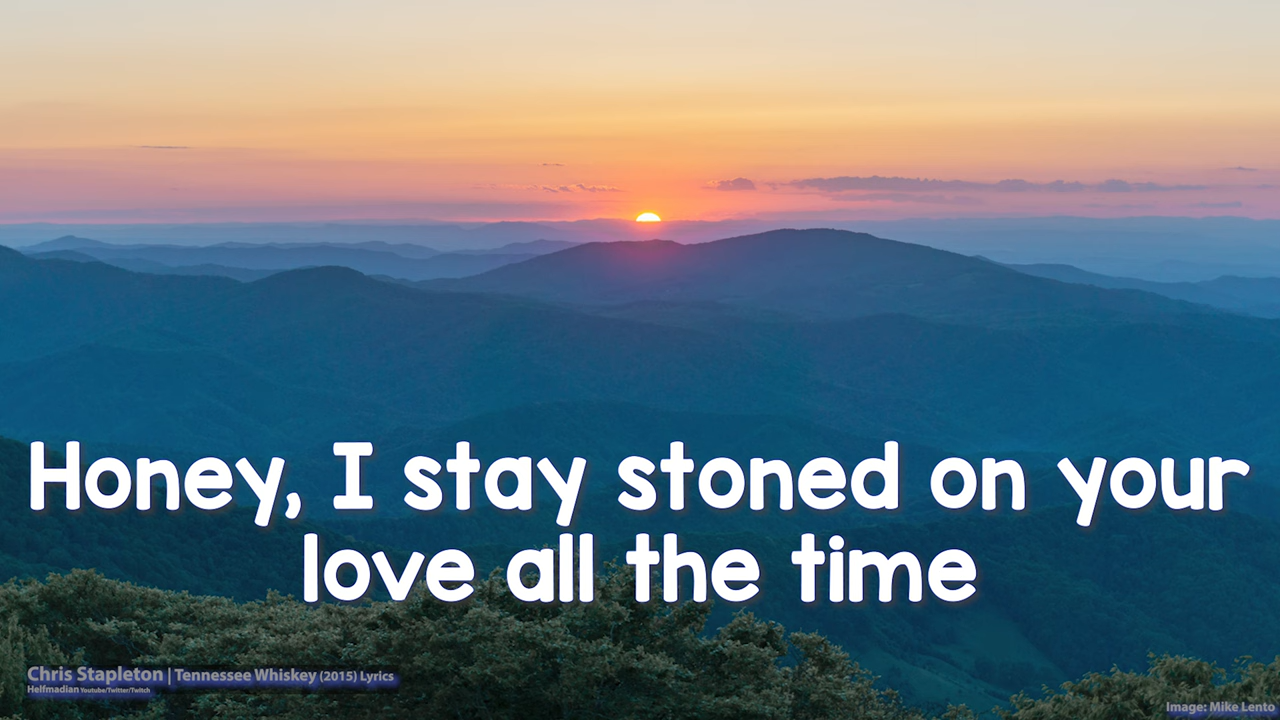 Honey, I stay stoned on your
love all the time
Chris Stapleton | Tennessee Whiskey (2015) Lyrics
Helfmadian Youtube/Twitter/Twitch
Image: Mike Lento